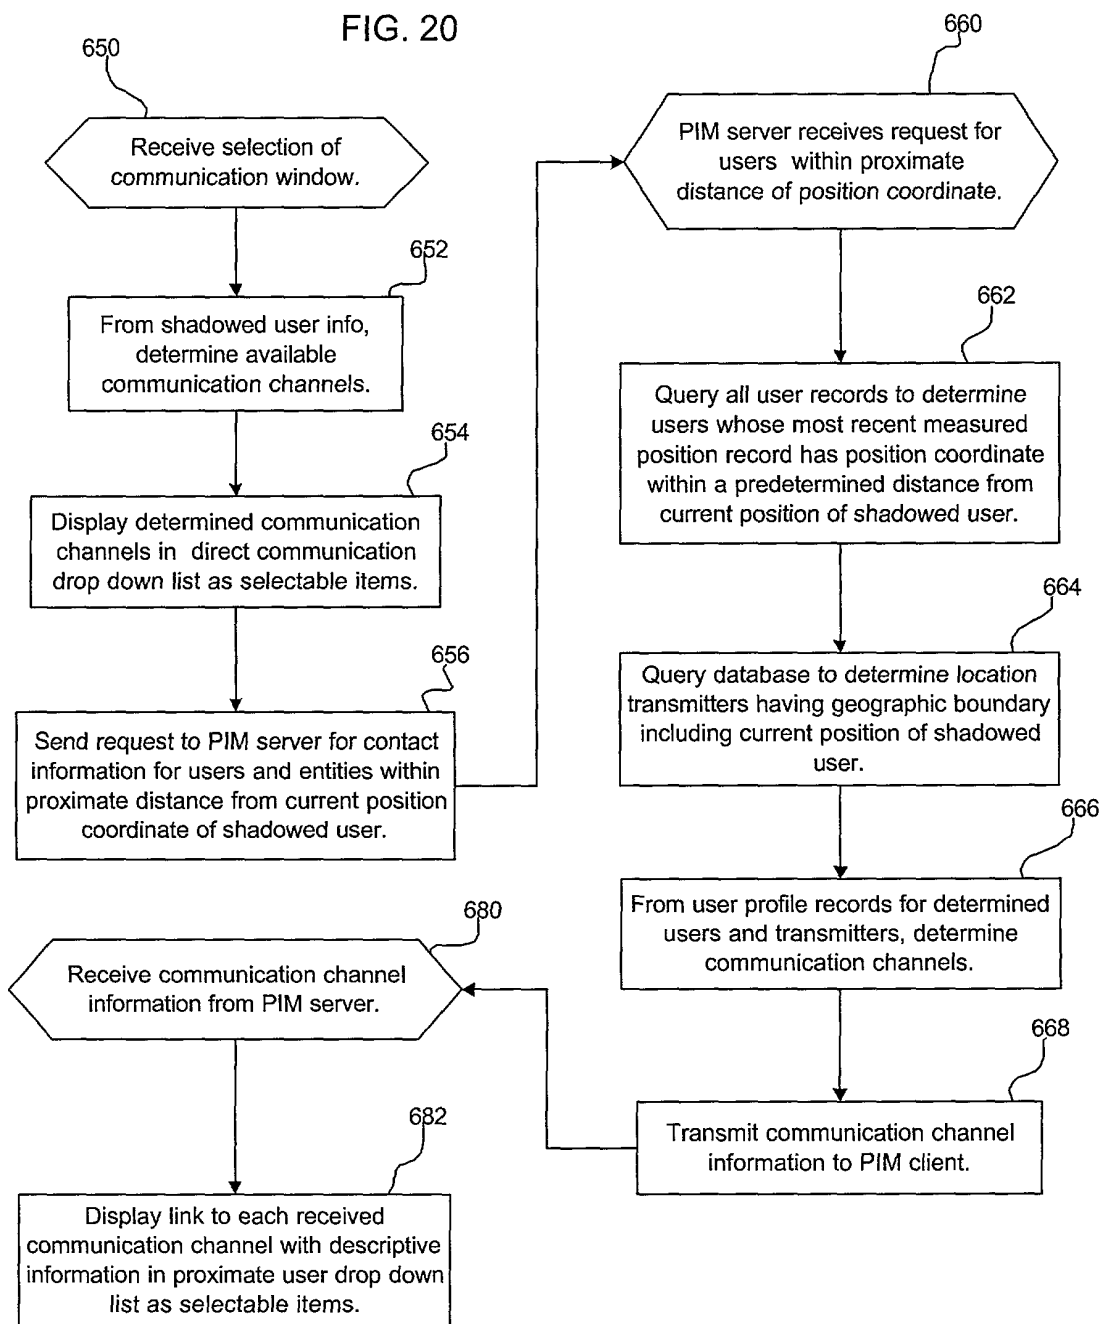 FIG. 20
650
Receive selection of
communication window.
652
From shadowed user info,
determine available
communication channels.
654
Display determined communication
channels in direct communication
drop down list as selectable items.
656
Send request to PIM server for contact
information for users and entities within
proximate distance from current position
coordinate of shadowed user.
660
PIM server receives request for
users within proximate
distance of position coordinate.
662
Query all user records to determine
users whose most recent measured
position record has position coordinate
within a predetermined distance from
current position of shadowed user.
664
Query database to determine location
transmitters having geographic boundary
including current position of shadowed
user.
666
From user profile records for determined
users and transmitters, determine
communication channels.
668
Transmit communication channel
information to PIM client.
680
Receive communication channel
information from PIM server.
682
Display link to each received
communication channel with descriptive
information in proximate user drop down
list as selectable items.